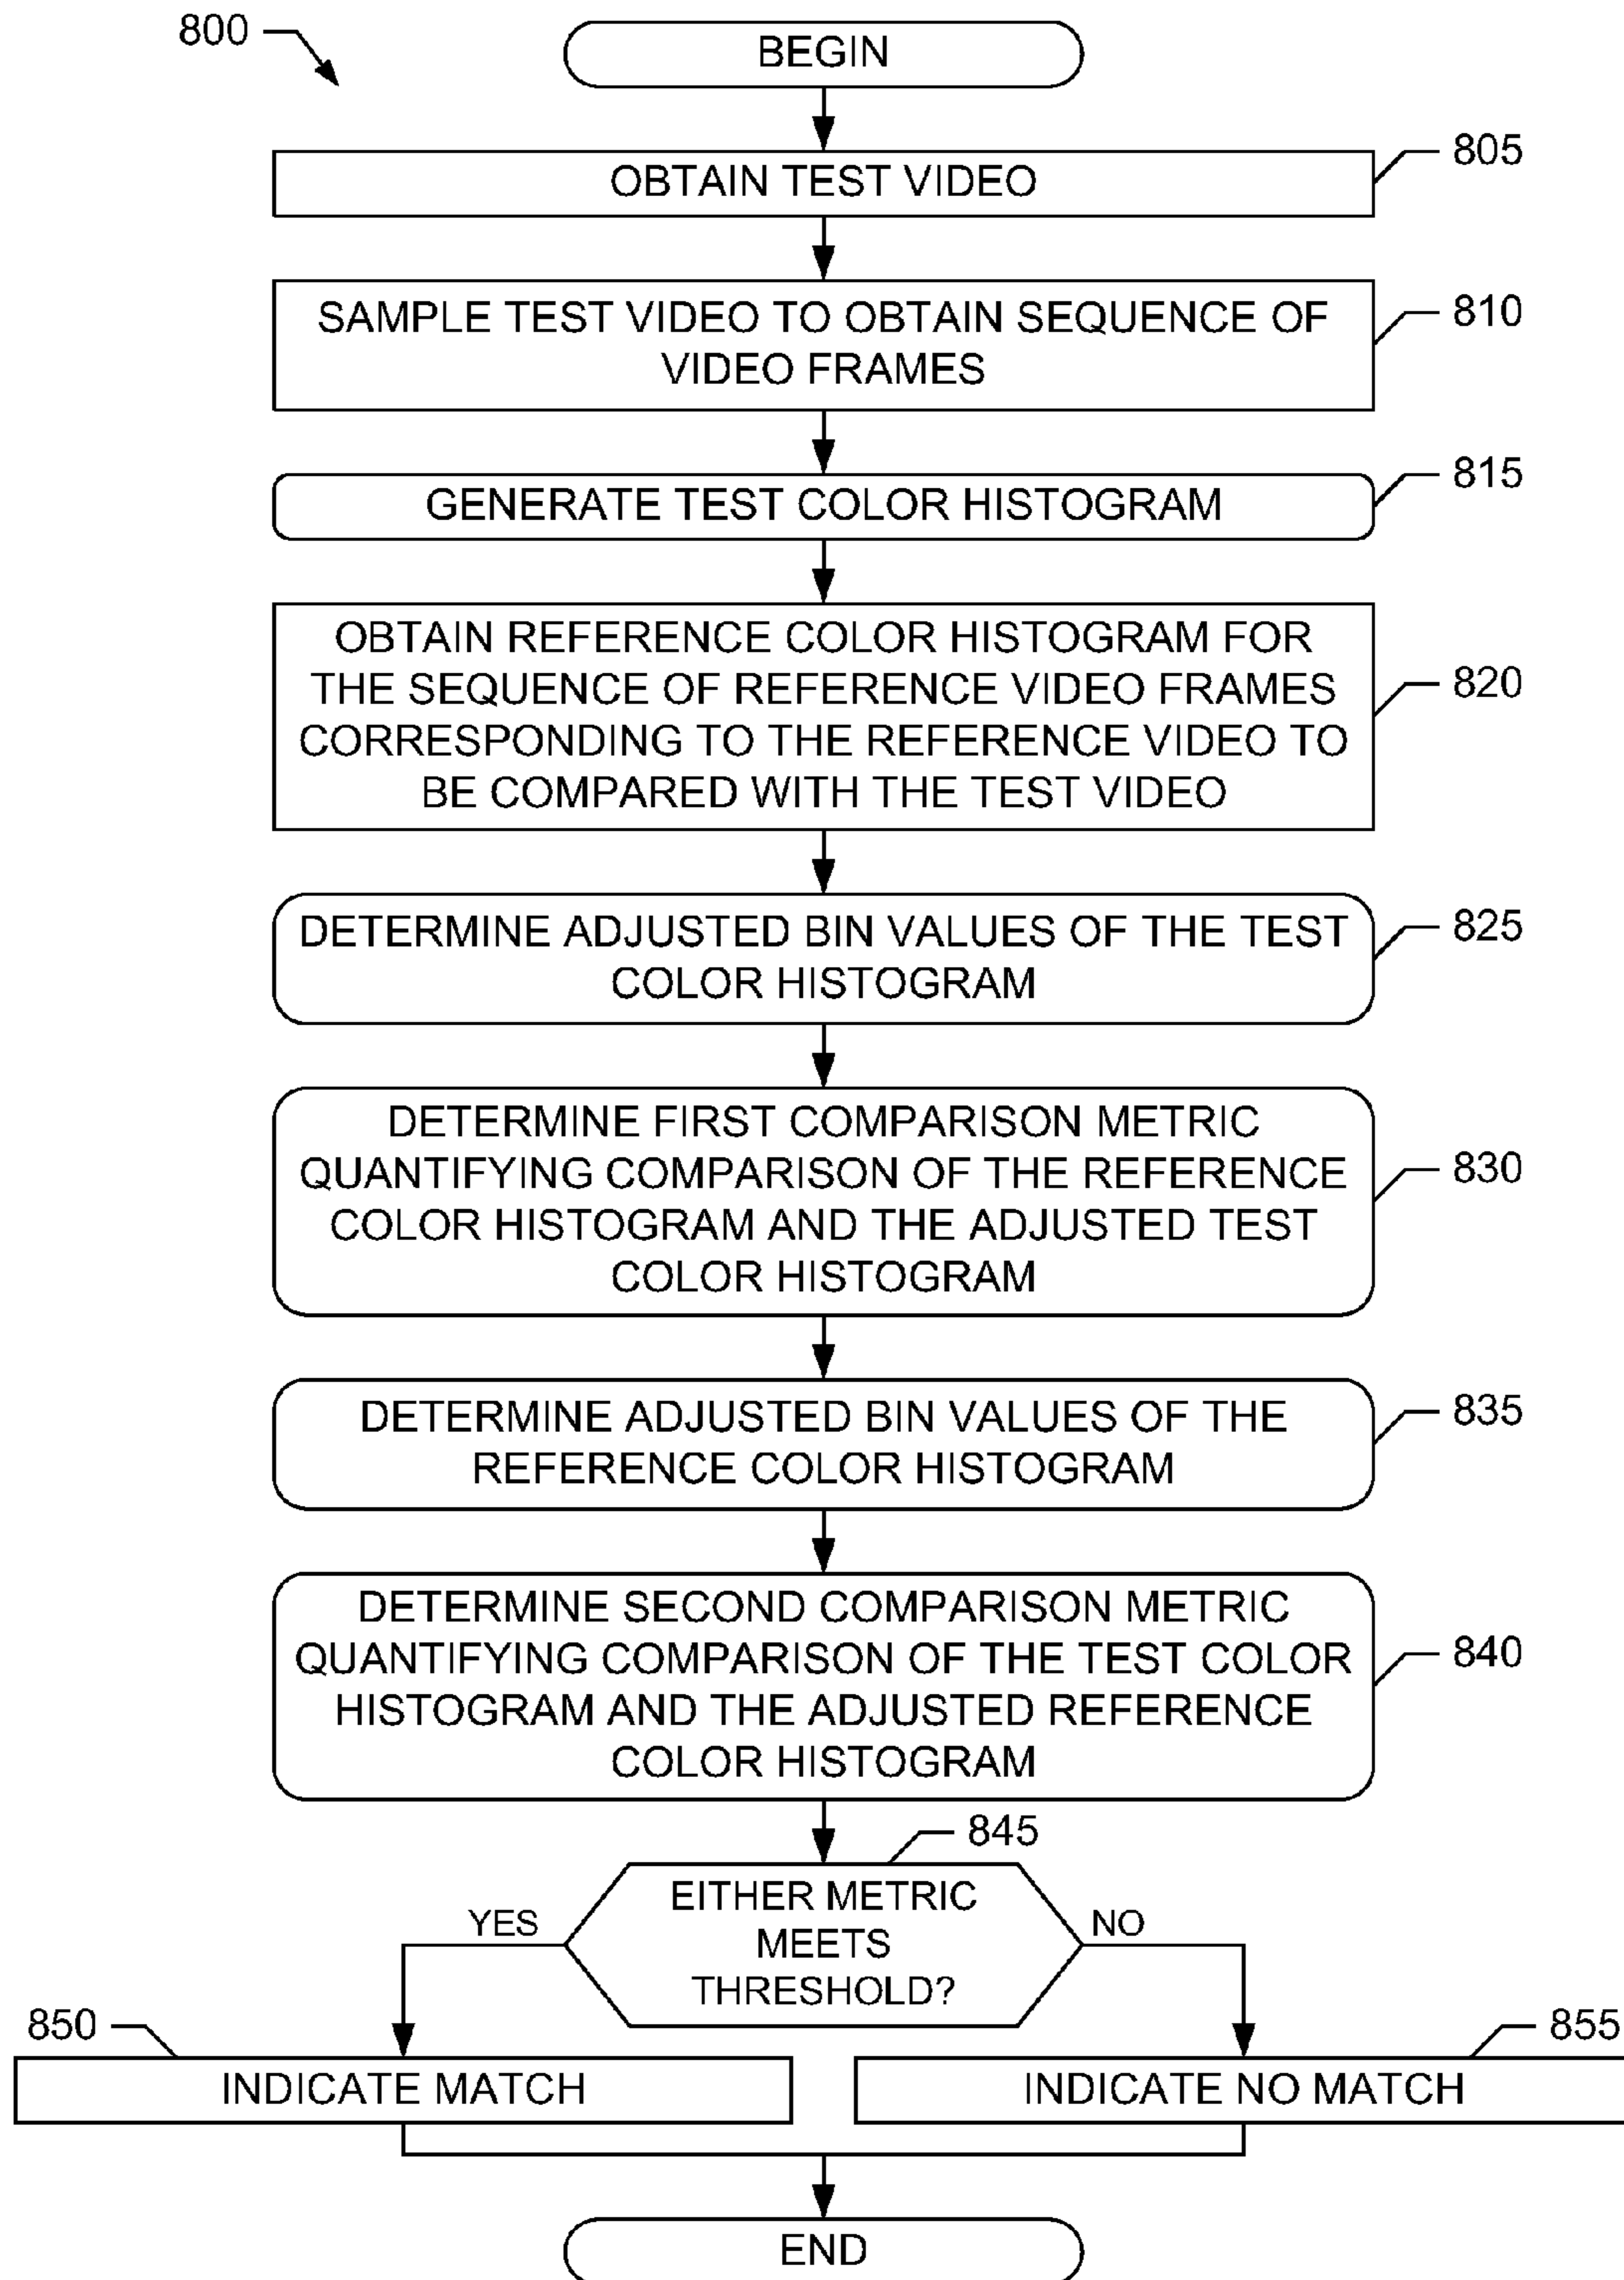 800
BEGIN
OBTAIN TEST VIDEO
805
SAMPLE TEST VIDEO TO OBTAIN SEQUENCE OF
VIDEO FRAMES
810
GENERATE TEST COLOR HISTOGRAM
815
OBTAIN REFERENCE COLOR HISTOGRAM FOR
THE SEQUENCE OF REFERENCE VIDEO FRAMES
CORRESPONDING TO THE REFERENCE VIDEO TO
BE COMPARED WITH THE TEST VIDEO
820
DETERMINE ADJUSTED BIN VALUES OF THE TEST
COLOR HISTOGRAM
825
DETERMINE FIRST COMPARISON METRIC
QUANTIFYING COMPARISON OF THE REFERENCE
COLOR HISTOGRAM AND THE ADJUSTED TEST
COLOR HISTOGRAM
830
DETERMINE ADJUSTED BIN VALUES OF THE
REFERENCE COLOR HISTOGRAM
835
DETERMINE SECOND COMPARISON METRIC
QUANTIFYING COMPARISON OF THE TEST COLOR
HISTOGRAM AND THE ADJUSTED REFERENCE
COLOR HISTOGRAM
840
845
EITHER METRIC
MEETS
THRESHOLD?
YES
NO
850
INDICATE MATCH
855
INDICATE NO MATCH
END